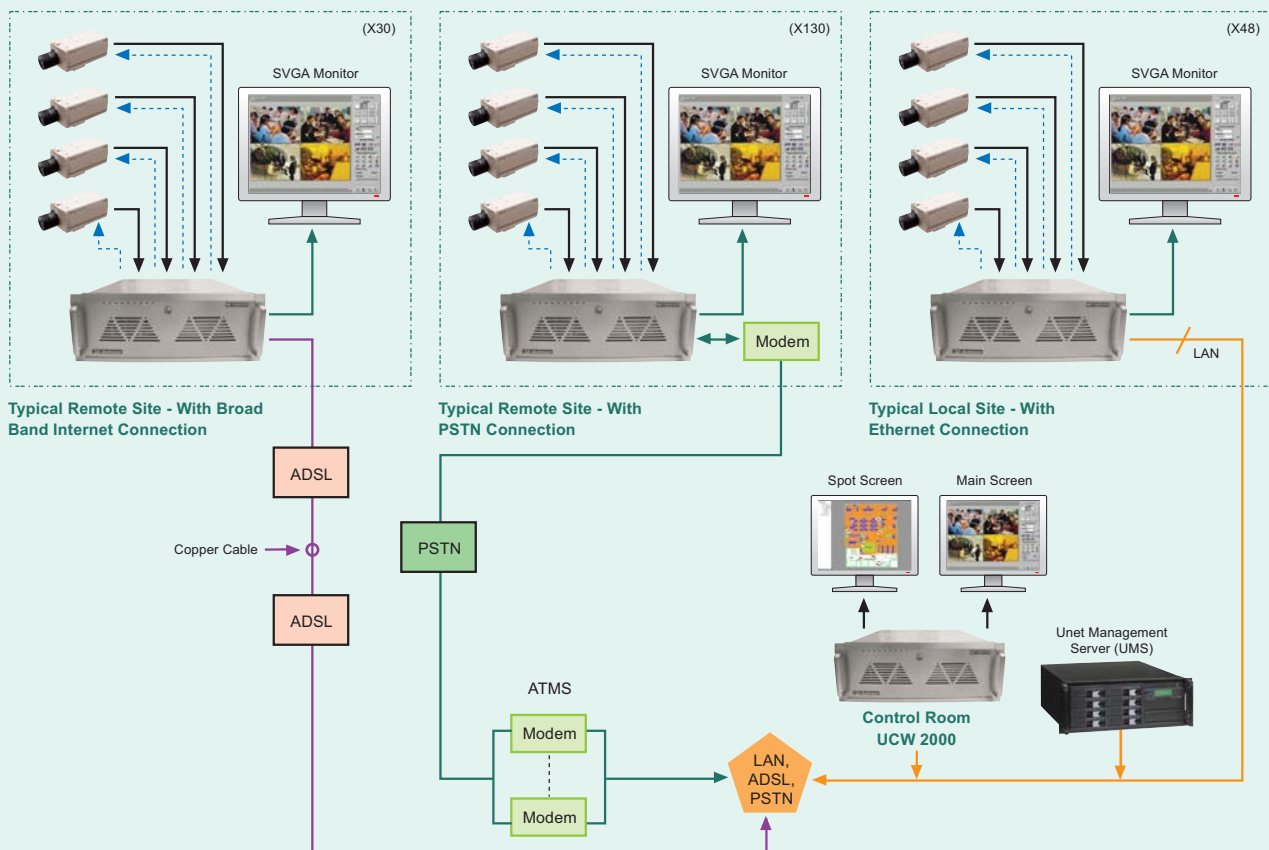 (X30)
SVGA Monitor
(X130)
SVGA Monitor
(X48)
SVGA Monitor
Modem
LAN
Typical Remote Site - With Broad
Band Internet Connection
Typical Remote Site - With
PSTN Connection
Typical Local Site - With
Ethernet Connection
ADSL
Copper Cable
ADSL
PSTN
Spot Screen
Main Screen
Unet Management
Server (UMS)
Control Room
UCW 2000
ATMS
Modem
Modem
LAN,
ADSL,
PSTN